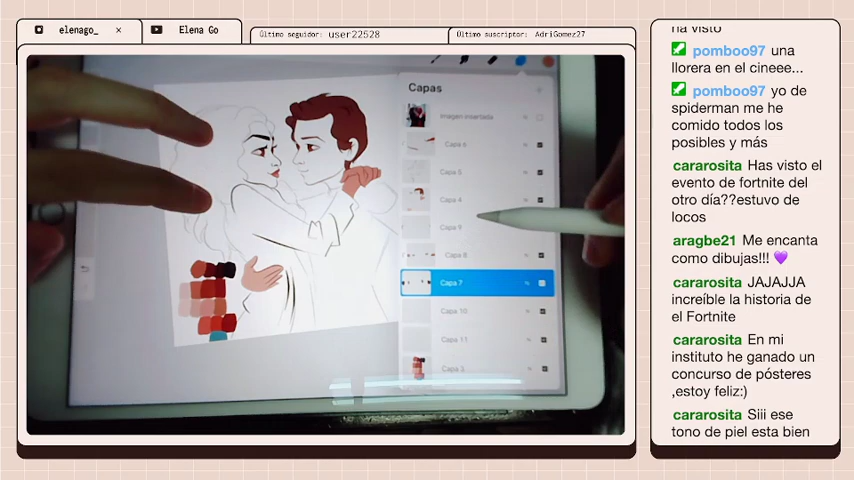 elenago_
Elena Go
Último seguidor: user22528
Último suscriptor: AdriGomez27
Capas
Imagen insertada
Capa 6
Capa 5
Capa 4
Capa 9
Capa 8
Capa 7
Capa 10
Capa 11
Capa 3
na visto
pomboo97 una
llorera en el cineee...
pomboo97 yo de
spiderman me he
comido todos los
posibles y más
cararosita Has visto el
evento de fortnite del
otro día??estuvo de
locos
aragbe21 Me encanta
como dibujas!!! 💜
cararosita JAJAJJA
increíble la historia de
el Fortnite
cararosita En mi
instituto he ganado un
concurso de pósteres
,estoy feliz:)
cararosita Siii ese
tono de piel esta bien